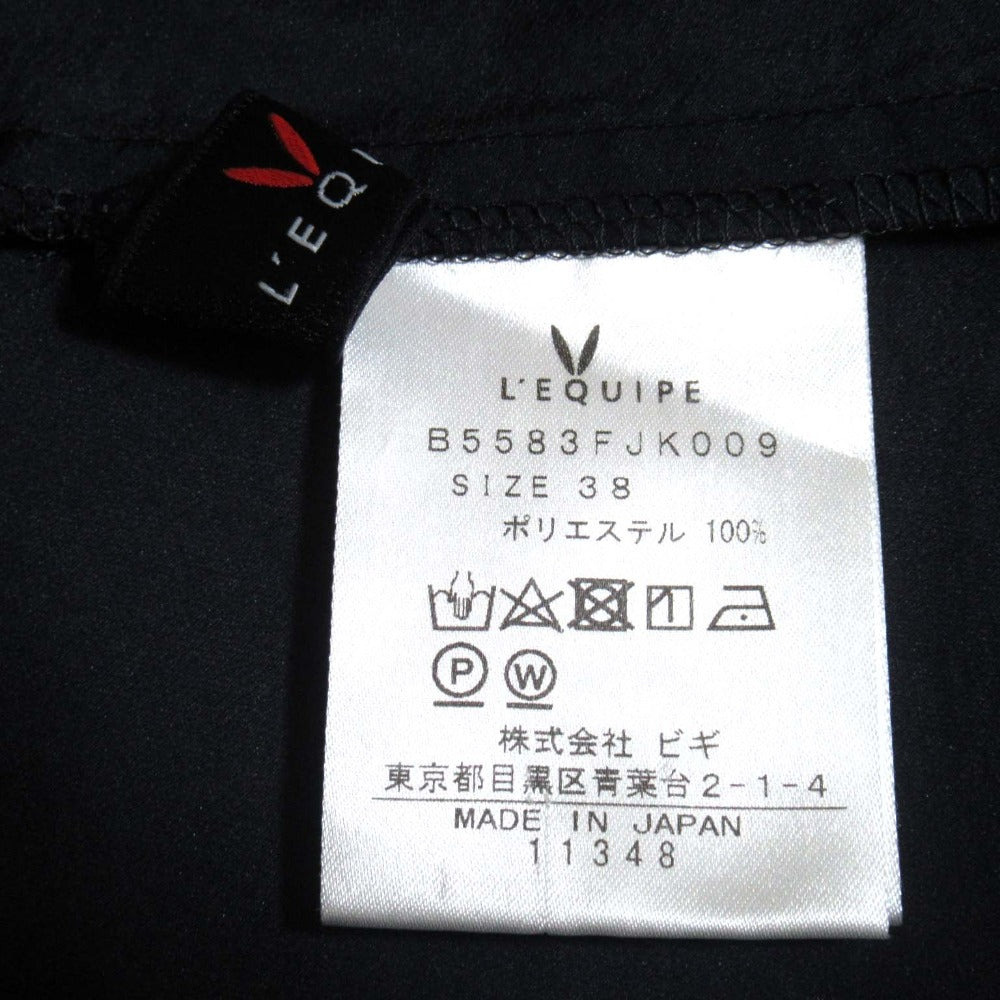 L'EQU
L'EQUIPE
B5583FJK009
SIZE 38
ポリエステル 100%
P W
株式会社 ビギ
東京都目黒区青葉台2-1-4
MADE IN JAPAN
11348